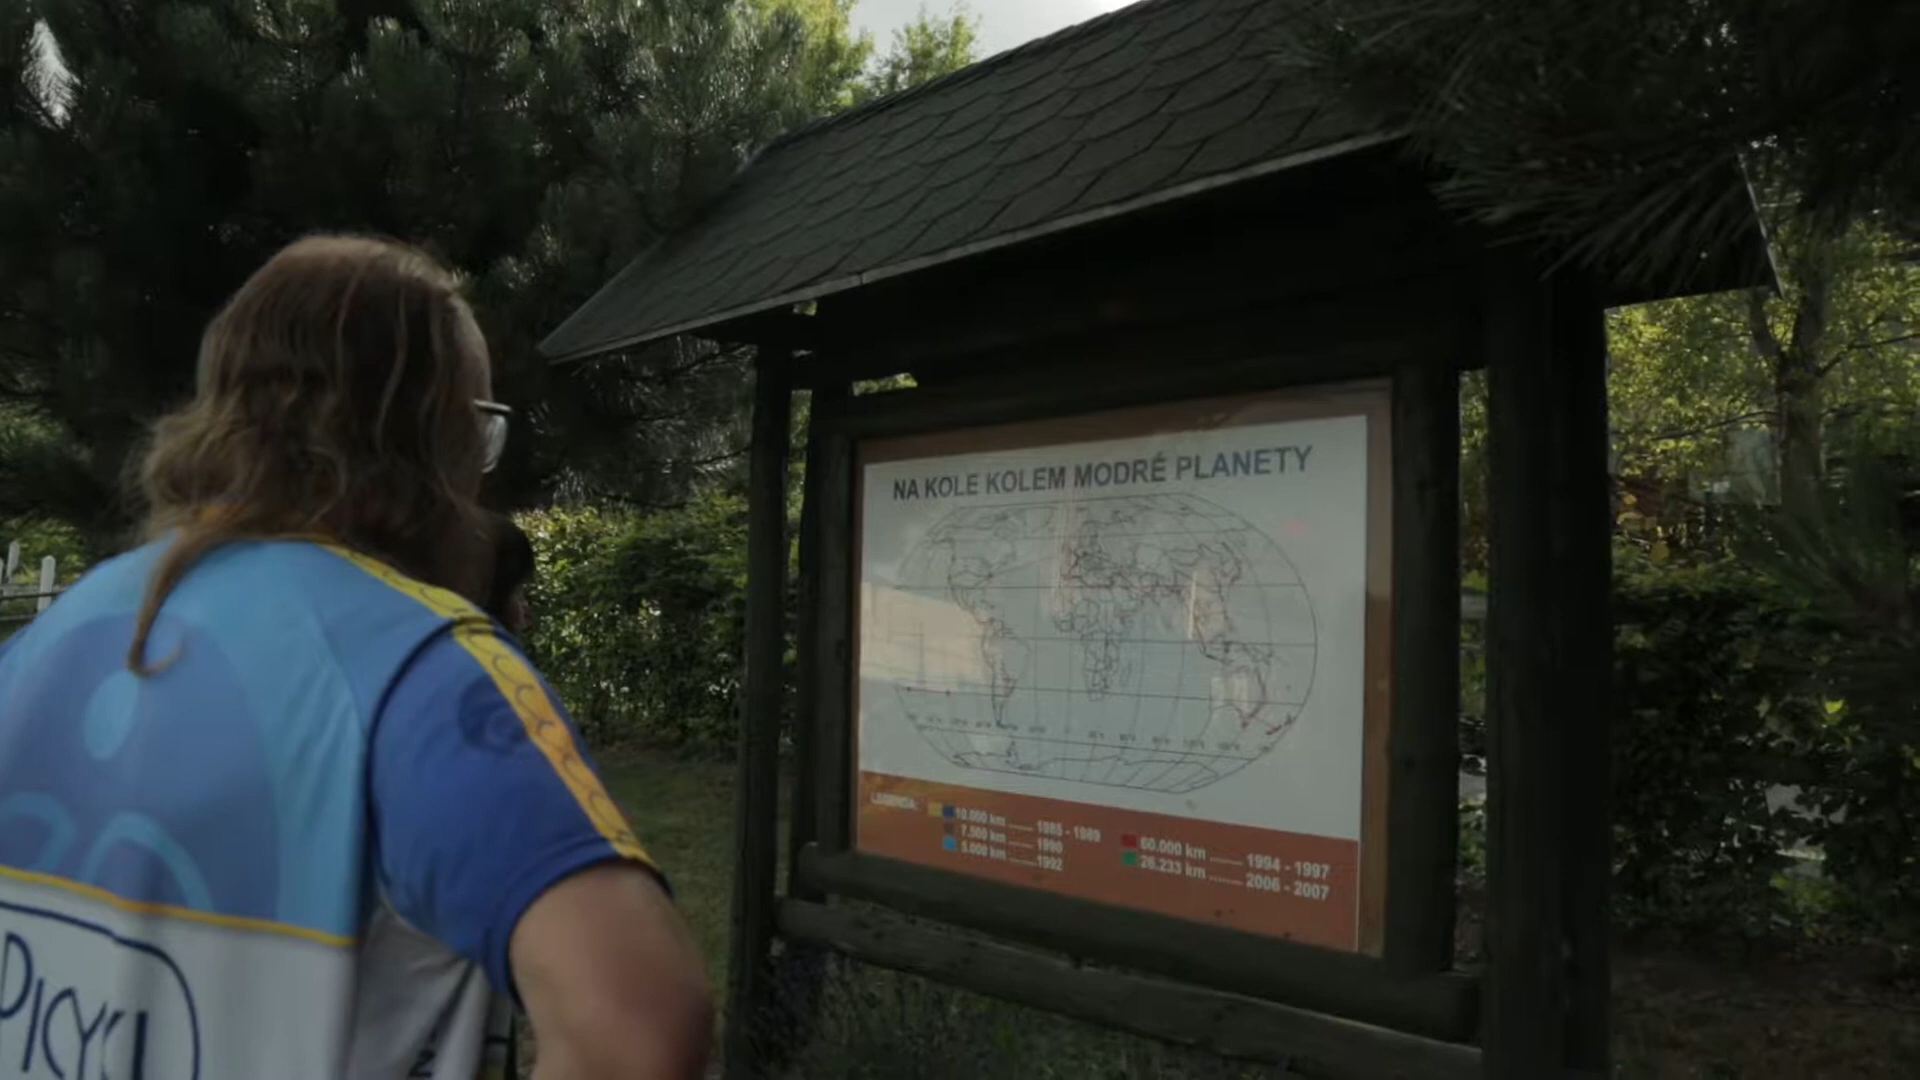 NA KOLE KOLEM MODRÉ PLANETY
LEGENDA:
10.000 km ...... 1985 - 1989
7.500 km ...... 1990
5.000 km ...... 1992
60.000 km ........ 1994 - 1997
26.233 km ........ 2006 - 2007